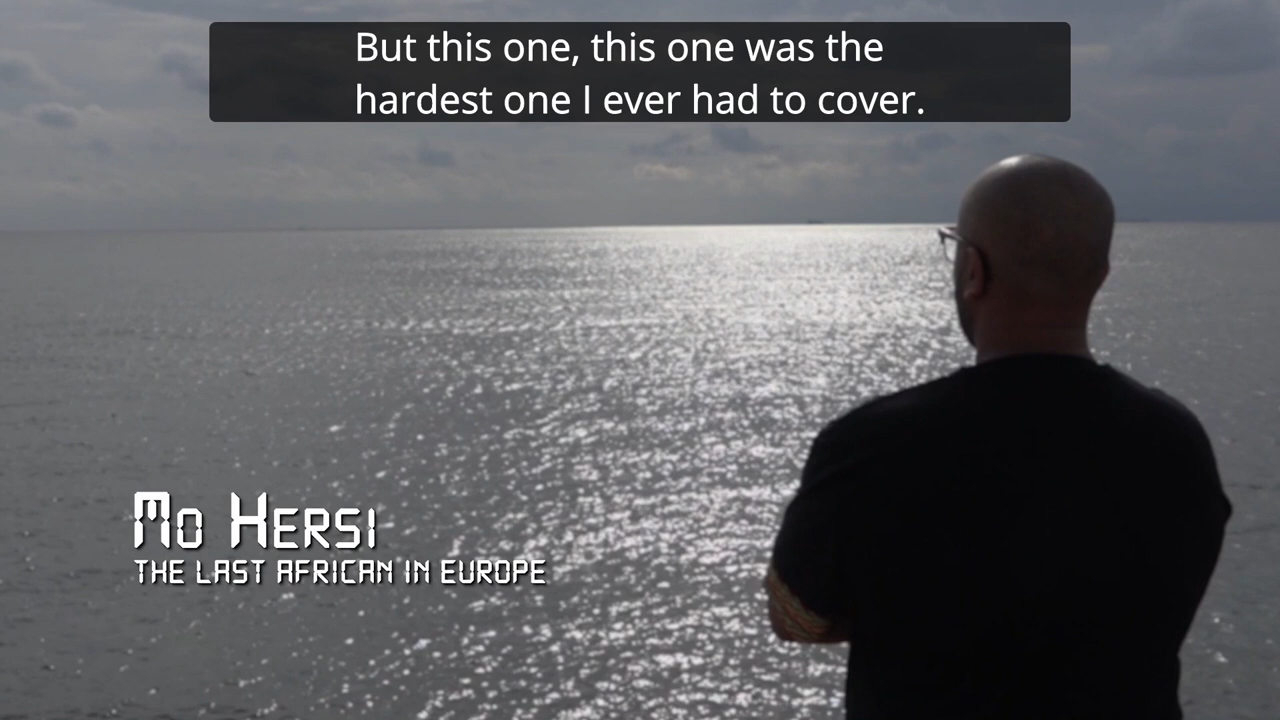 But this one, this one was the
hardest one I ever had to cover.
Mo Hersi
THE LAST AFRICAN IN EUROPE